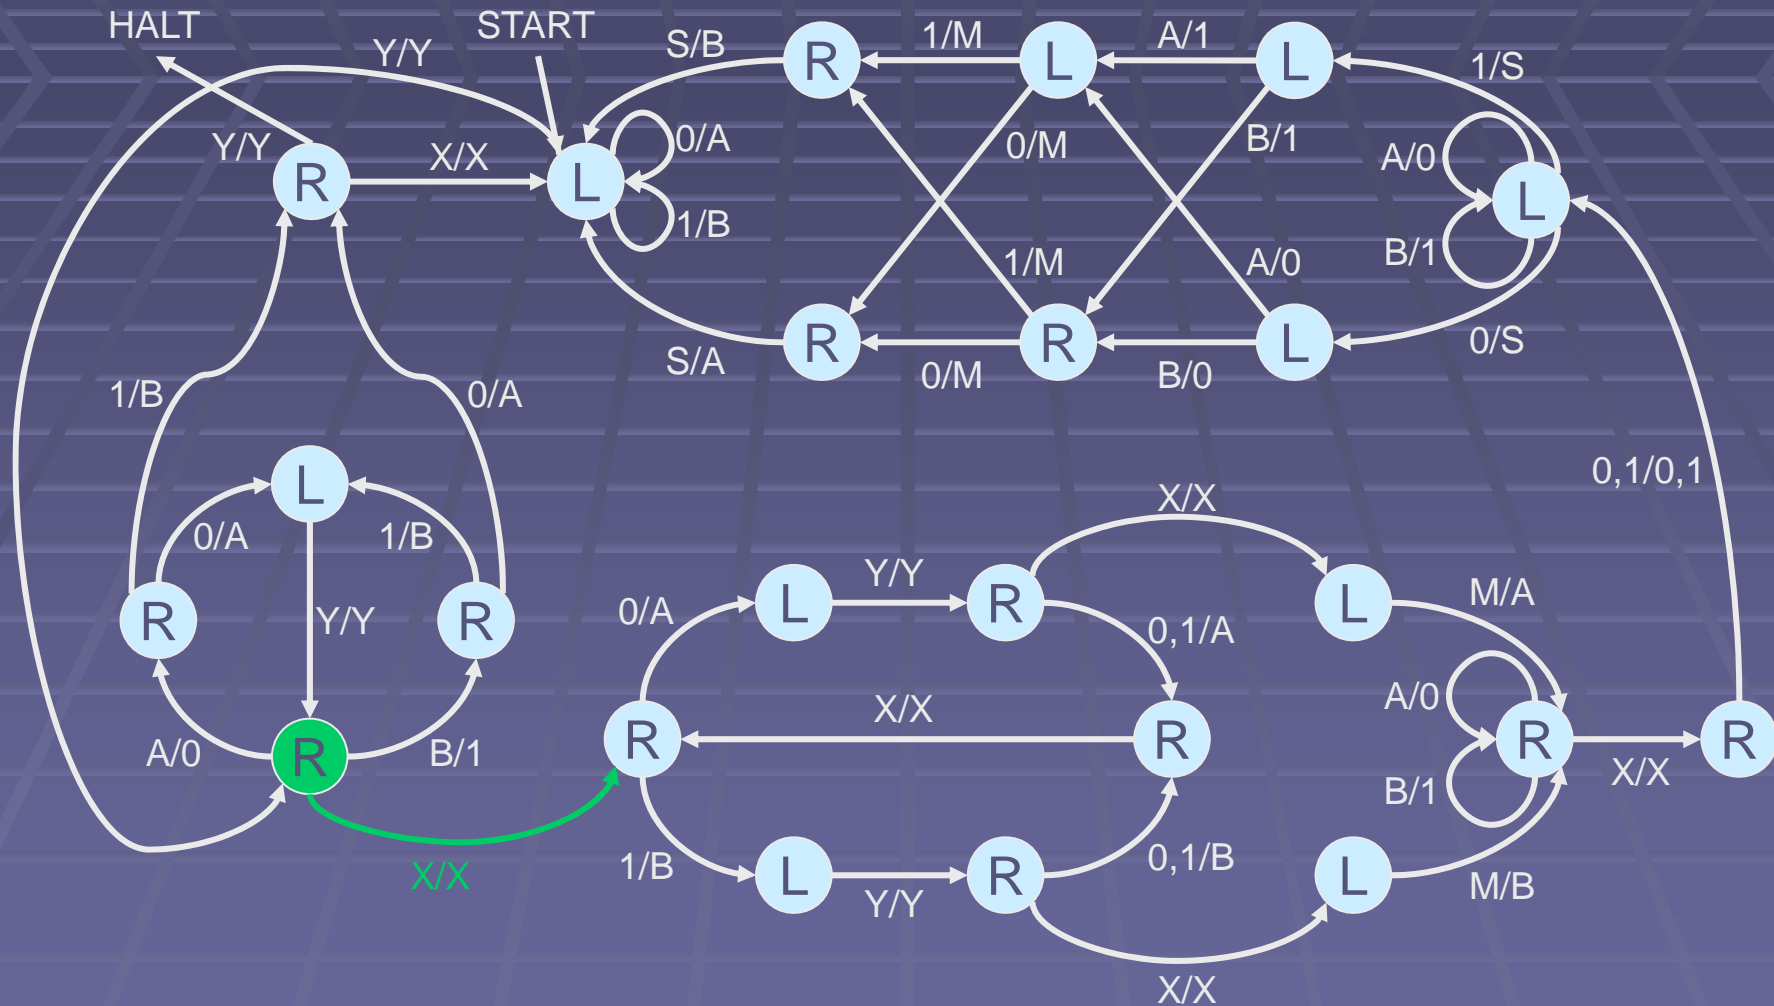 HALT
START
Y/Y
S/B
1/M
A/1
1/S
R
L
L
Y/Y
X/X
0/A
0/M
B/1
A/0
R
L
1/B
L
1/M
A/0
B/1
S/A
R
0/M
R
B/0
L
0/S
1/B
0/A
0,1/0,1
L
0/A
1/B
X/X
R
Y/Y
R
0/A
L
Y/Y
R
L
M/A
0,1/A
A/0
X/X
A/0
R
B/1
R
R
R
X/X
R
B/1
X/X
1/B
L
Y/Y
R
0,1/B
L
M/B
X/X